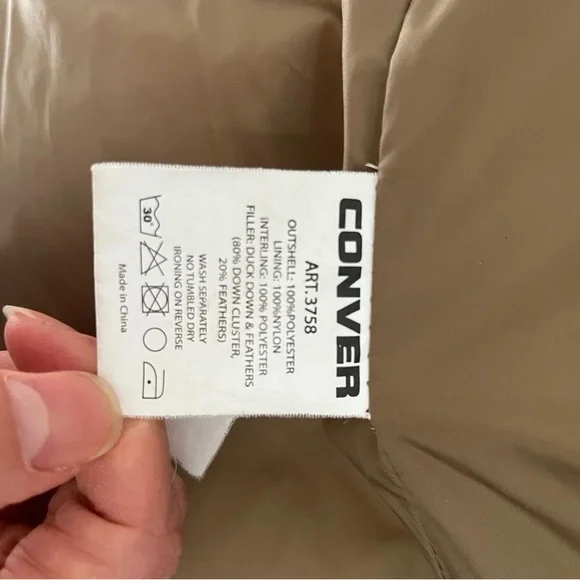 CONVER
ART.3758
OUTSHELL: 100%POLYESTER
LINING: 100%NYLON
INTERLING: 100% POLYESTER
FILLER: DUCK DOWN & FEATHERS
(80% DOWN CLUSTER,
20% FEATHERS)
WASH SEPARATELY
NO TUMBLED DRY
IRONING ON REVERSE
30°
Made in China